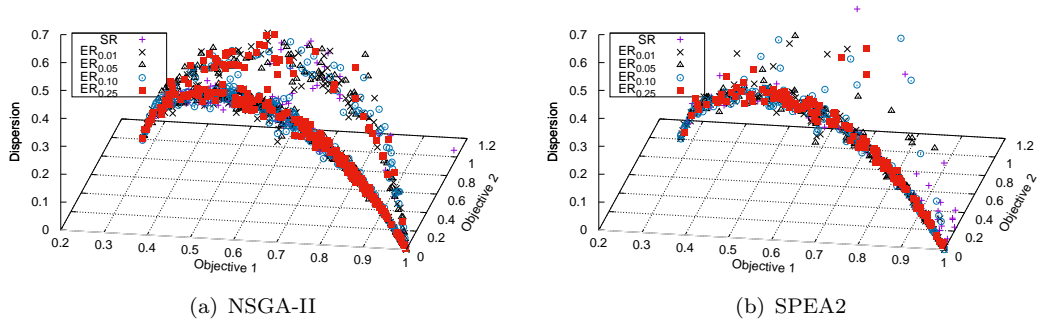 0.7
0.6
0.5
0.4
0.3
0.2
0.1
0
Dispersion
SR
ER0.01
ER0.05
ER0.10
ER0.25
0.2
0.3
0.4
0.5
0.6
0.7
0.8
0.9
1
Objective 1
0
0.2
0.4
0.6
0.8
1
1.2
Objective 2
(a) NSGA-II
0.7
0.6
0.5
0.4
0.3
0.2
0.1
0
Dispersion
SR
ER0.01
ER0.05
ER0.10
ER0.25
0.2
0.3
0.4
0.5
0.6
0.7
0.8
0.9
1
Objective 1
0
0.2
0.4
0.6
0.8
1
1.2
Objective 2
(b) SPEA2